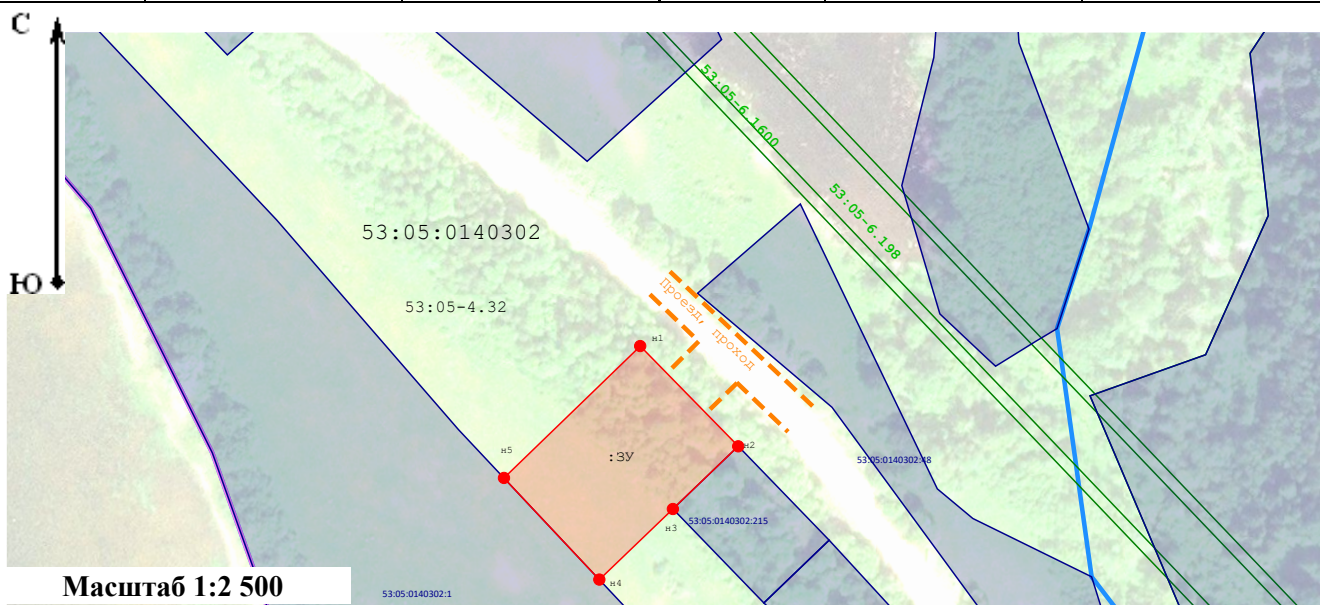 С
53:05-6.1600
53:05-6.198
53:05:0140302
Ю
53:05-4.32
Проезд, проход
н1
н2
н5
:ЗУ
53:05:0140302:48
н3
53:05:0140302:215
н4
Масштаб 1:2 500
53:05:0140302:1